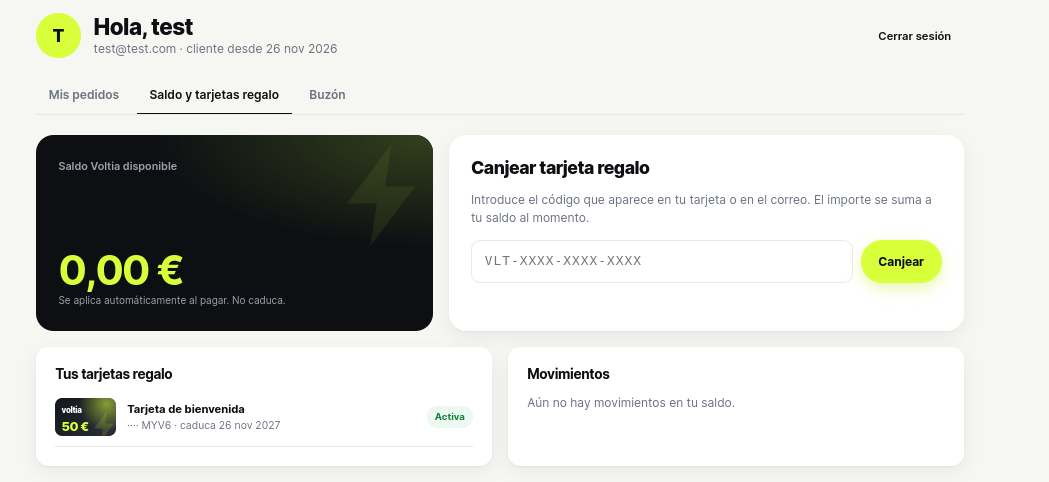 T
Hola, test
test@test.com · cliente desde 26 nov 2026
Cerrar sesión
Mis pedidos
Saldo y tarjetas regalo
Buzón
Saldo Voltia disponible
0,00 €
Se aplica automáticamente al pagar. No caduca.
Canjear tarjeta regalo
Introduce el código que aparece en tu tarjeta o en el correo. El importe se suma a
tu saldo al momento.
VLT-XXXX-XXXX-XXXX
Canjear
Tus tarjetas regalo
voltia
50 €
Tarjeta de bienvenida
···· MYV6 · caduca 26 nov 2027
Activa
Movimientos
Aún no hay movimientos en tu saldo.